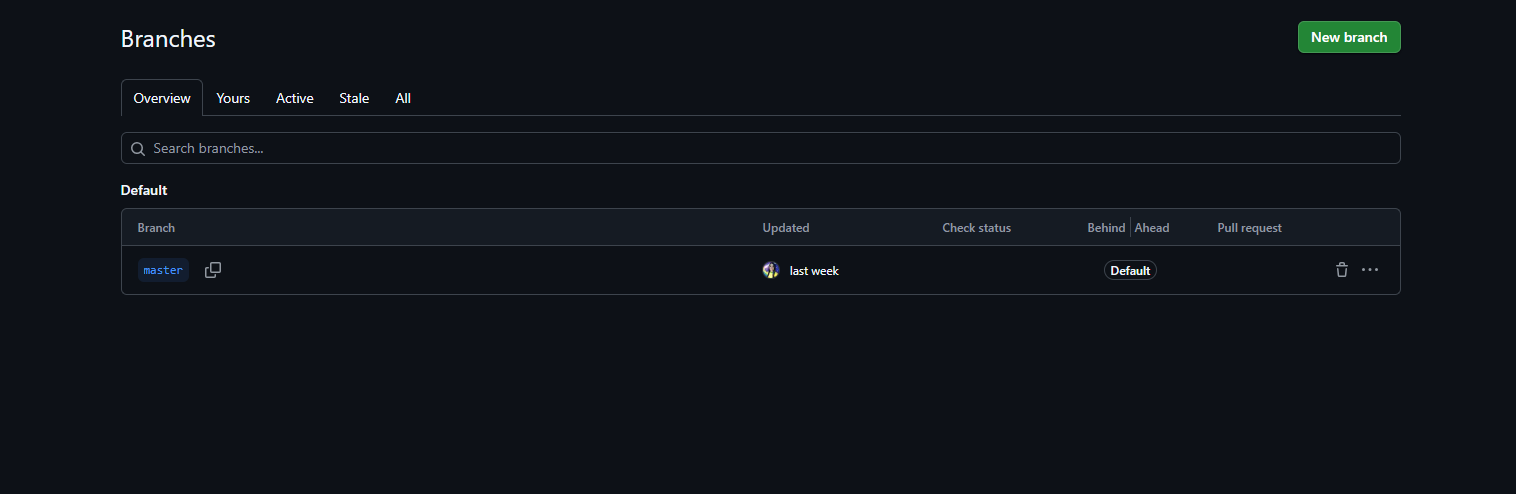 Branches
New branch
Overview Yours Active Stale All
Search branches...
Default
Branch Updated Check status Behind Ahead Pull request
master last week Default